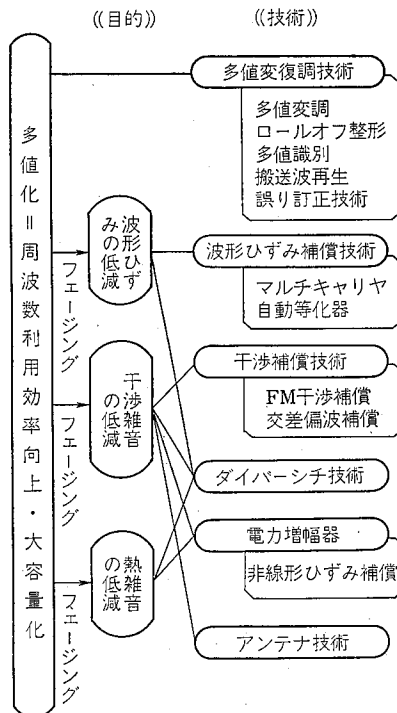 ((目的)) ((技術))
多値化＝周波数利用効率向上・大容量化
多値変復調技術
多値変調
ロールオフ整形
多値識別
搬送波再生
誤り訂正技術
フェージング
波形ひず
みの低減
波形ひずみ補償技術
マルチキャリヤ
自動等化器
フェージング
干渉雑音
の低減
干渉補償技術
FM干渉補償
交差偏波補償
ダイバーシチ技術
フェージング
熱雑音
の低減
電力増幅器
非線形ひずみ補償
アンテナ技術